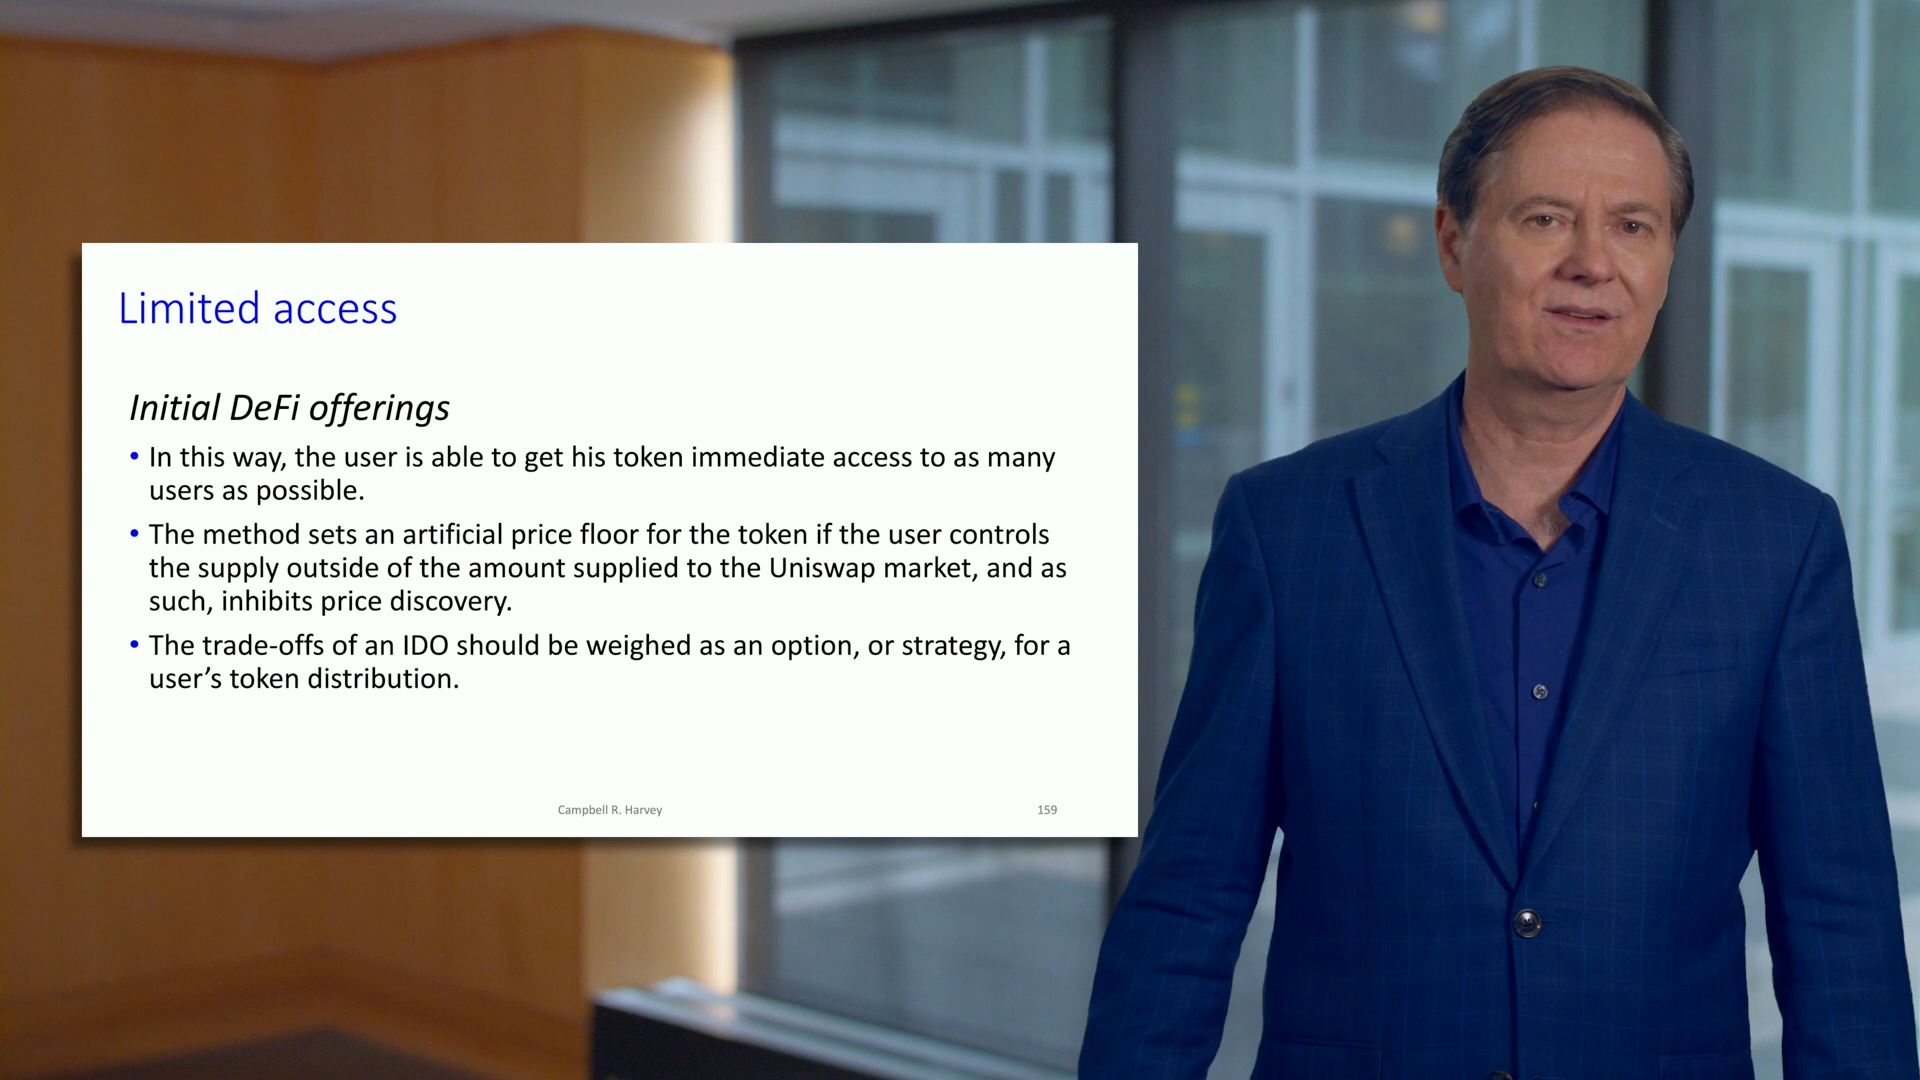 Limited access
Initial DeFi offerings
• In this way, the user is able to get his token immediate access to as many
users as possible.
• The method sets an artificial price floor for the token if the user controls
the supply outside of the amount supplied to the Uniswap market, and as
such, inhibits price discovery.
• The trade-offs of an IDO should be weighed as an option, or strategy, for a
user’s token distribution.
Campbell R. Harvey
159